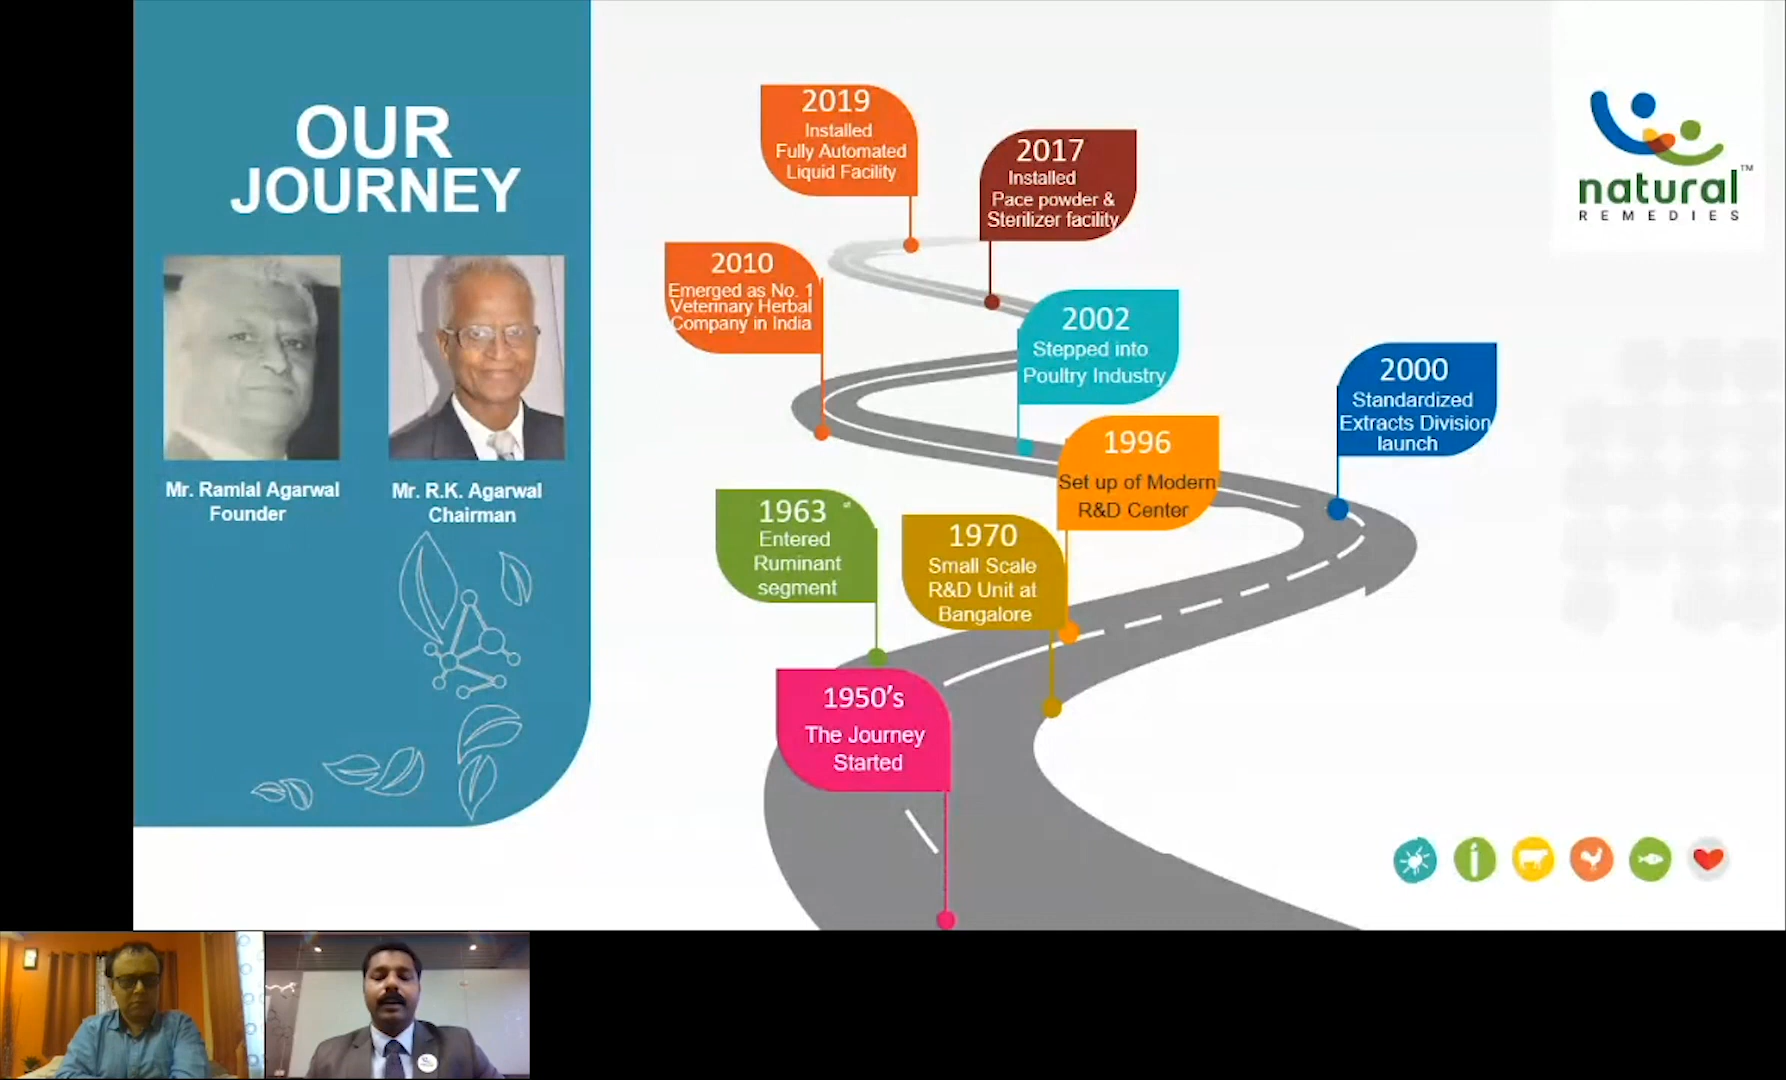 OUR
JOURNEY
Mr. Ramlal Agarwal
Founder
Mr. R.K. Agarwal
Chairman
2019
Installed
Fully Automated
Liquid Facility
2017
Installed
Pace powder &
Sterilizer facility
2010
Emerged as No. 1
Veterinary Herbal
Company in India
2002
Stepped into
Poultry Industry
2000
Standardized
Extracts Division
launch
1996
Set up of Modern
R&D Center
1963
Entered
Ruminant
segment
1970
Small Scale
R&D Unit at
Bangalore
1950's
The Journey
Started
natural™
REMEDIES